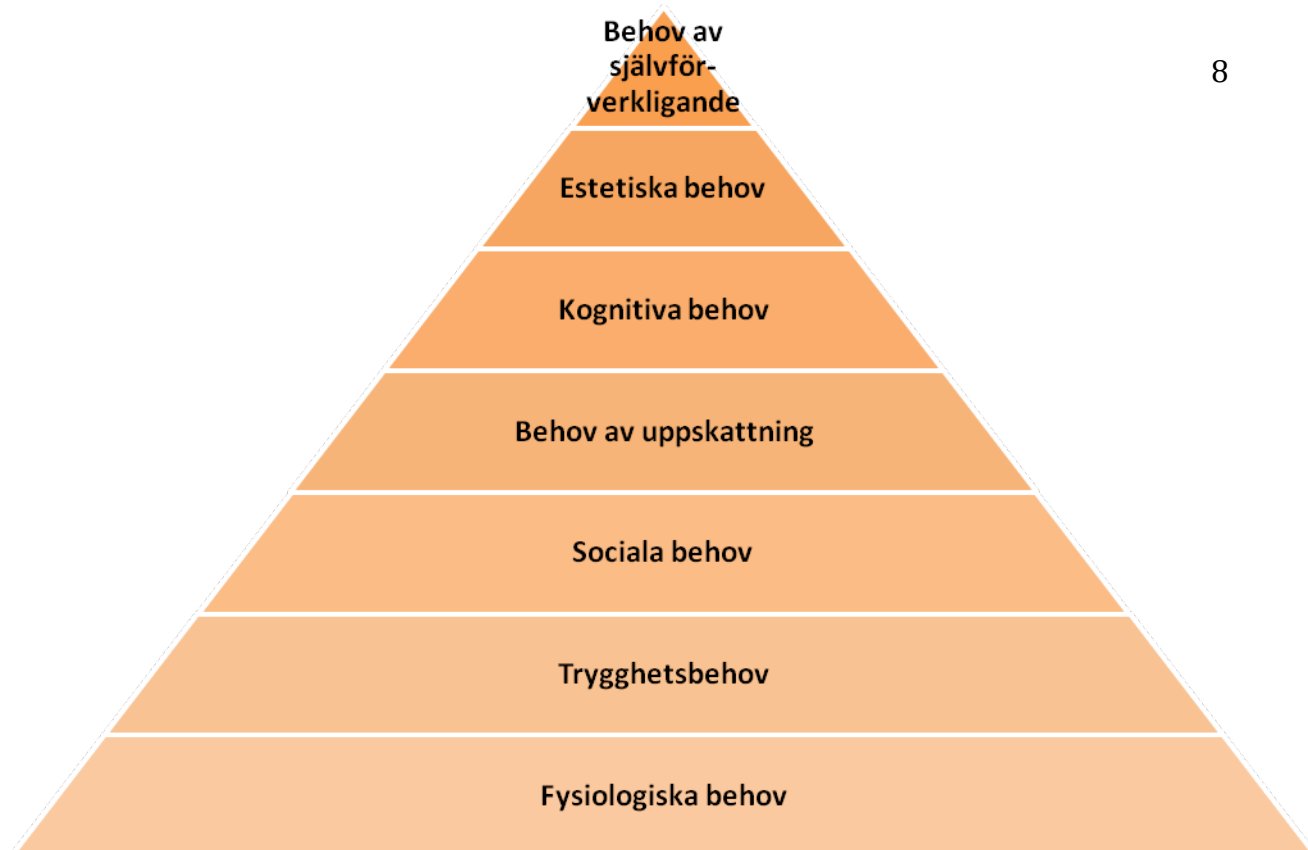 Behov av
självför-
verkligande
8
Estetiska behov
Kognitiva behov
Behov av uppskattning
Sociala behov
Trygghetsbehov
Fysiologiska behov